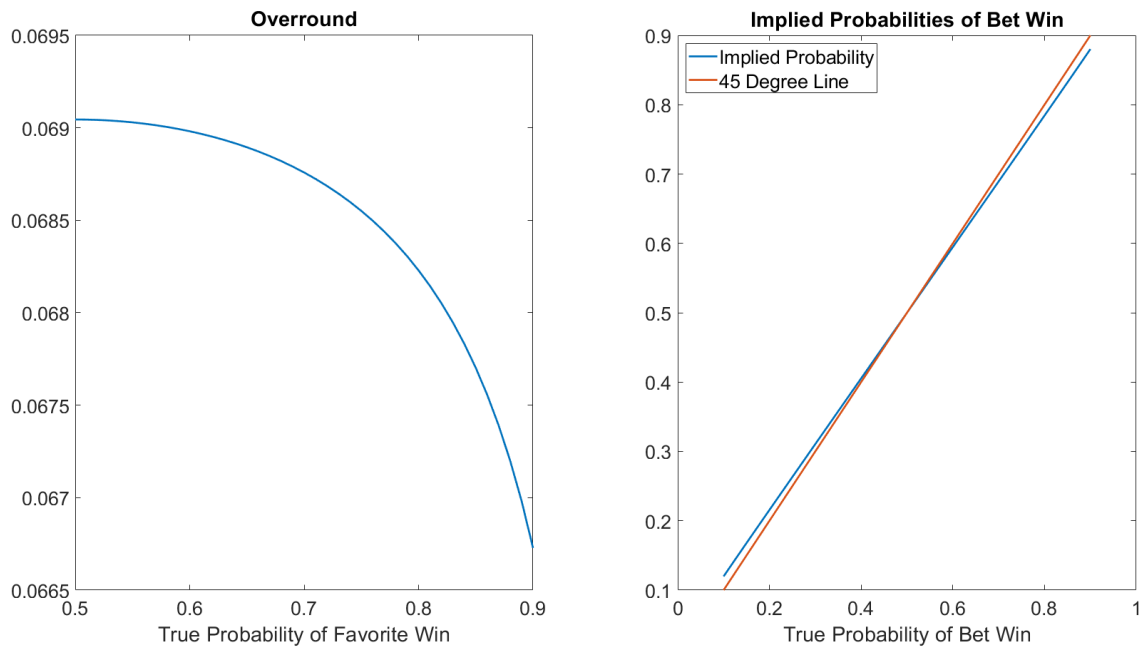 Overround
0.0695
0.069
0.0685
0.068
0.0675
0.067
0.0665
0.5 0.6 0.7 0.8 0.9
True Probability of Favorite Win
Implied Probabilities of Bet Win
Implied Probability
45 Degree Line
0.9
0.8
0.7
0.6
0.5
0.4
0.3
0.2
0.1
0 0.2 0.4 0.6 0.8 1
True Probability of Bet Win